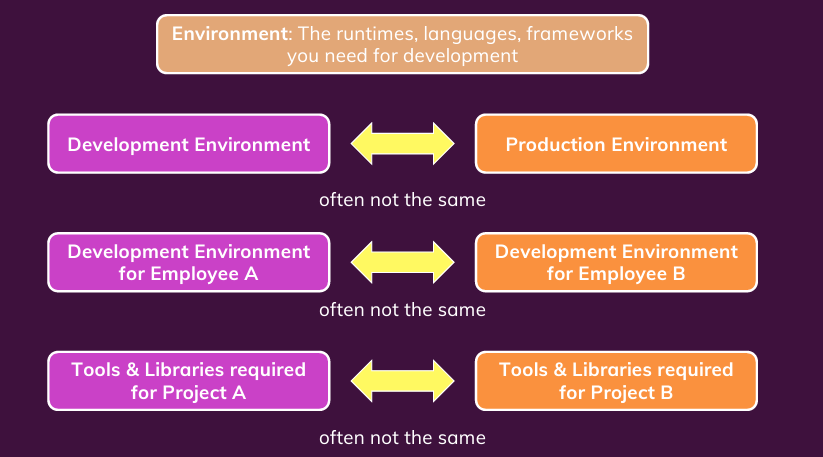 Environment: The runtimes, languages, frameworks
you need for development
Development Environment
Production Environment
often not the same
Development Environment
for Employee A
Development Environment
for Employee B
often not the same
Tools & Libraries required
for Project A
Tools & Libraries required
for Project B
often not the same